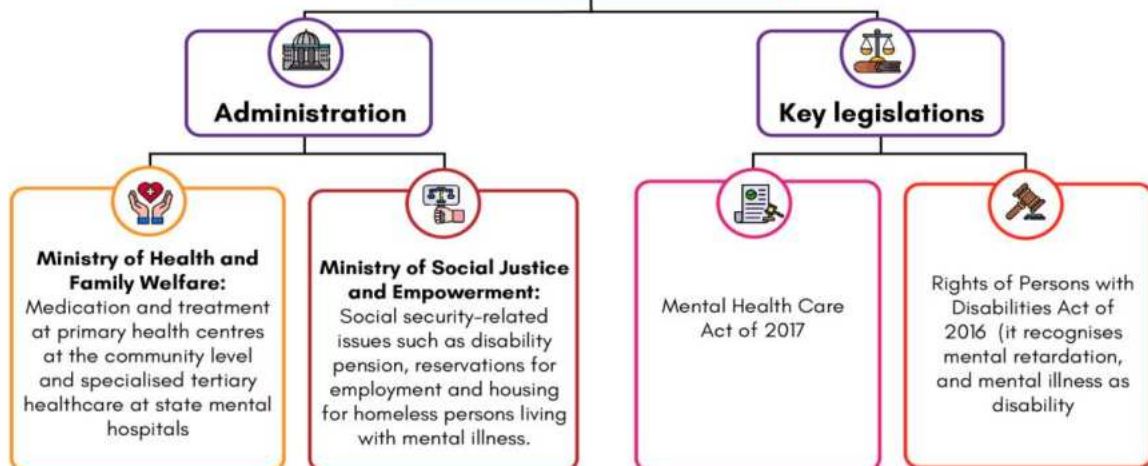 Administration
Key legislations
Ministry of Health and
Family Welfare:
Medication and treatment
at primary health centres
at the community level
and specialised tertiary
healthcare at state mental
hospitals
Ministry of Social Justice
and Empowerment:
Social security-related
issues such as disability
pension, reservations for
employment and housing
for homeless persons living
with mental illness.
Mental Health Care
Act of 2017
Rights of Persons with
Disabilities Act of
2016 (it recognises
mental retardation,
and mental illness as
disability